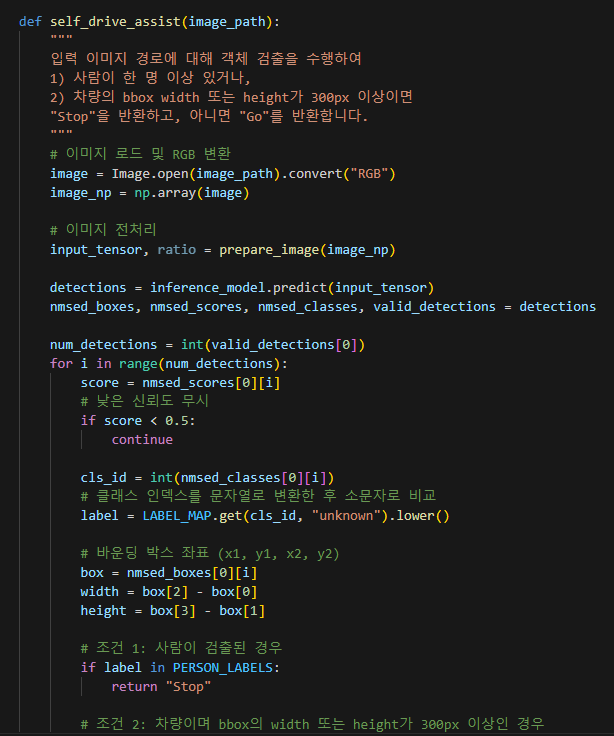 def self_drive_assist(image_path):
    """
    입력 이미지 경로에 대해 객체 검출을 수행하여
    1) 사람이 한 명 이상 있거나,
    2) 차량의 bbox width 또는 height가 300px 이상이면
    "Stop"을 반환하고, 아니면 "Go"를 반환합니다.
    """
    # 이미지 로드 및 RGB 변환
    image = Image.open(image_path).convert("RGB")
    image_np = np.array(image)

    # 이미지 전처리
    input_tensor, ratio = prepare_image(image_np)

    detections = inference_model.predict(input_tensor)
    nmsed_boxes, nmsed_scores, nmsed_classes, valid_detections = detections

    num_detections = int(valid_detections[0])
    for i in range(num_detections):
        score = nmsed_scores[0][i]
        # 낮은 신뢰도 무시
        if score < 0.5:
            continue

        cls_id = int(nmsed_classes[0][i])
        # 클래스 인덱스를 문자열로 변환한 후 소문자로 비교
        label = LABEL_MAP.get(cls_id, "unknown").lower()

        # 바운딩 박스 좌표 (x1, y1, x2, y2)
        box = nmsed_boxes[0][i]
        width = box[2] - box[0]
        height = box[3] - box[1]

        # 조건 1: 사람이 검출된 경우
        if label in PERSON_LABELS:
            return "Stop"

        # 조건 2: 차량이며 bbox의 width 또는 height가 300px 이상인 경우